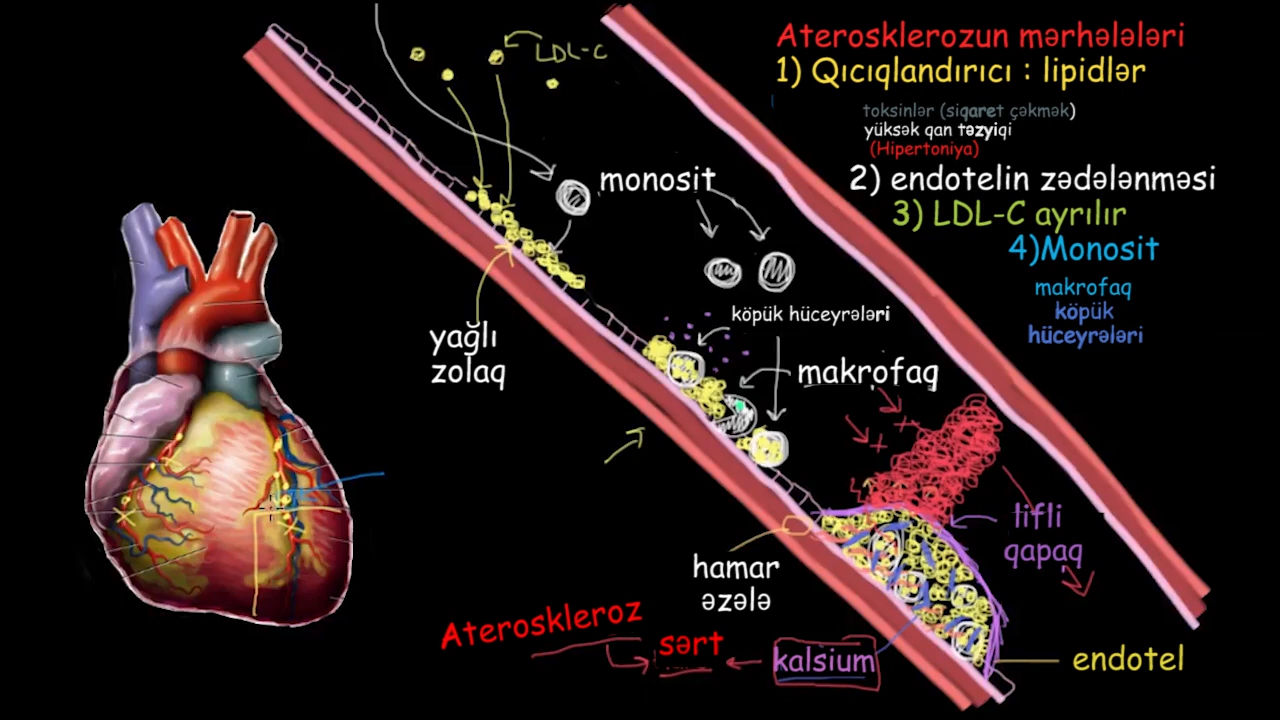 LDL-C
Aterosklerozun mərhələləri
1) Qıcıqlandırıcı : lipidlər
toksinlər (siqaret çəkmək)
yüksək qan təzyiqi
(Hipertoniya)
2) endotelin zədələnməsi
3) LDL-C ayrılır
4)Monosit
makrofaq
köpük
hüceyrələri
monosit
köpük hüceyrələri
yağlı
zolaq
makrofaq
lifli
qapaq
hamar
əzələ
Ateroskleroz
sərt
kalsium
endotel